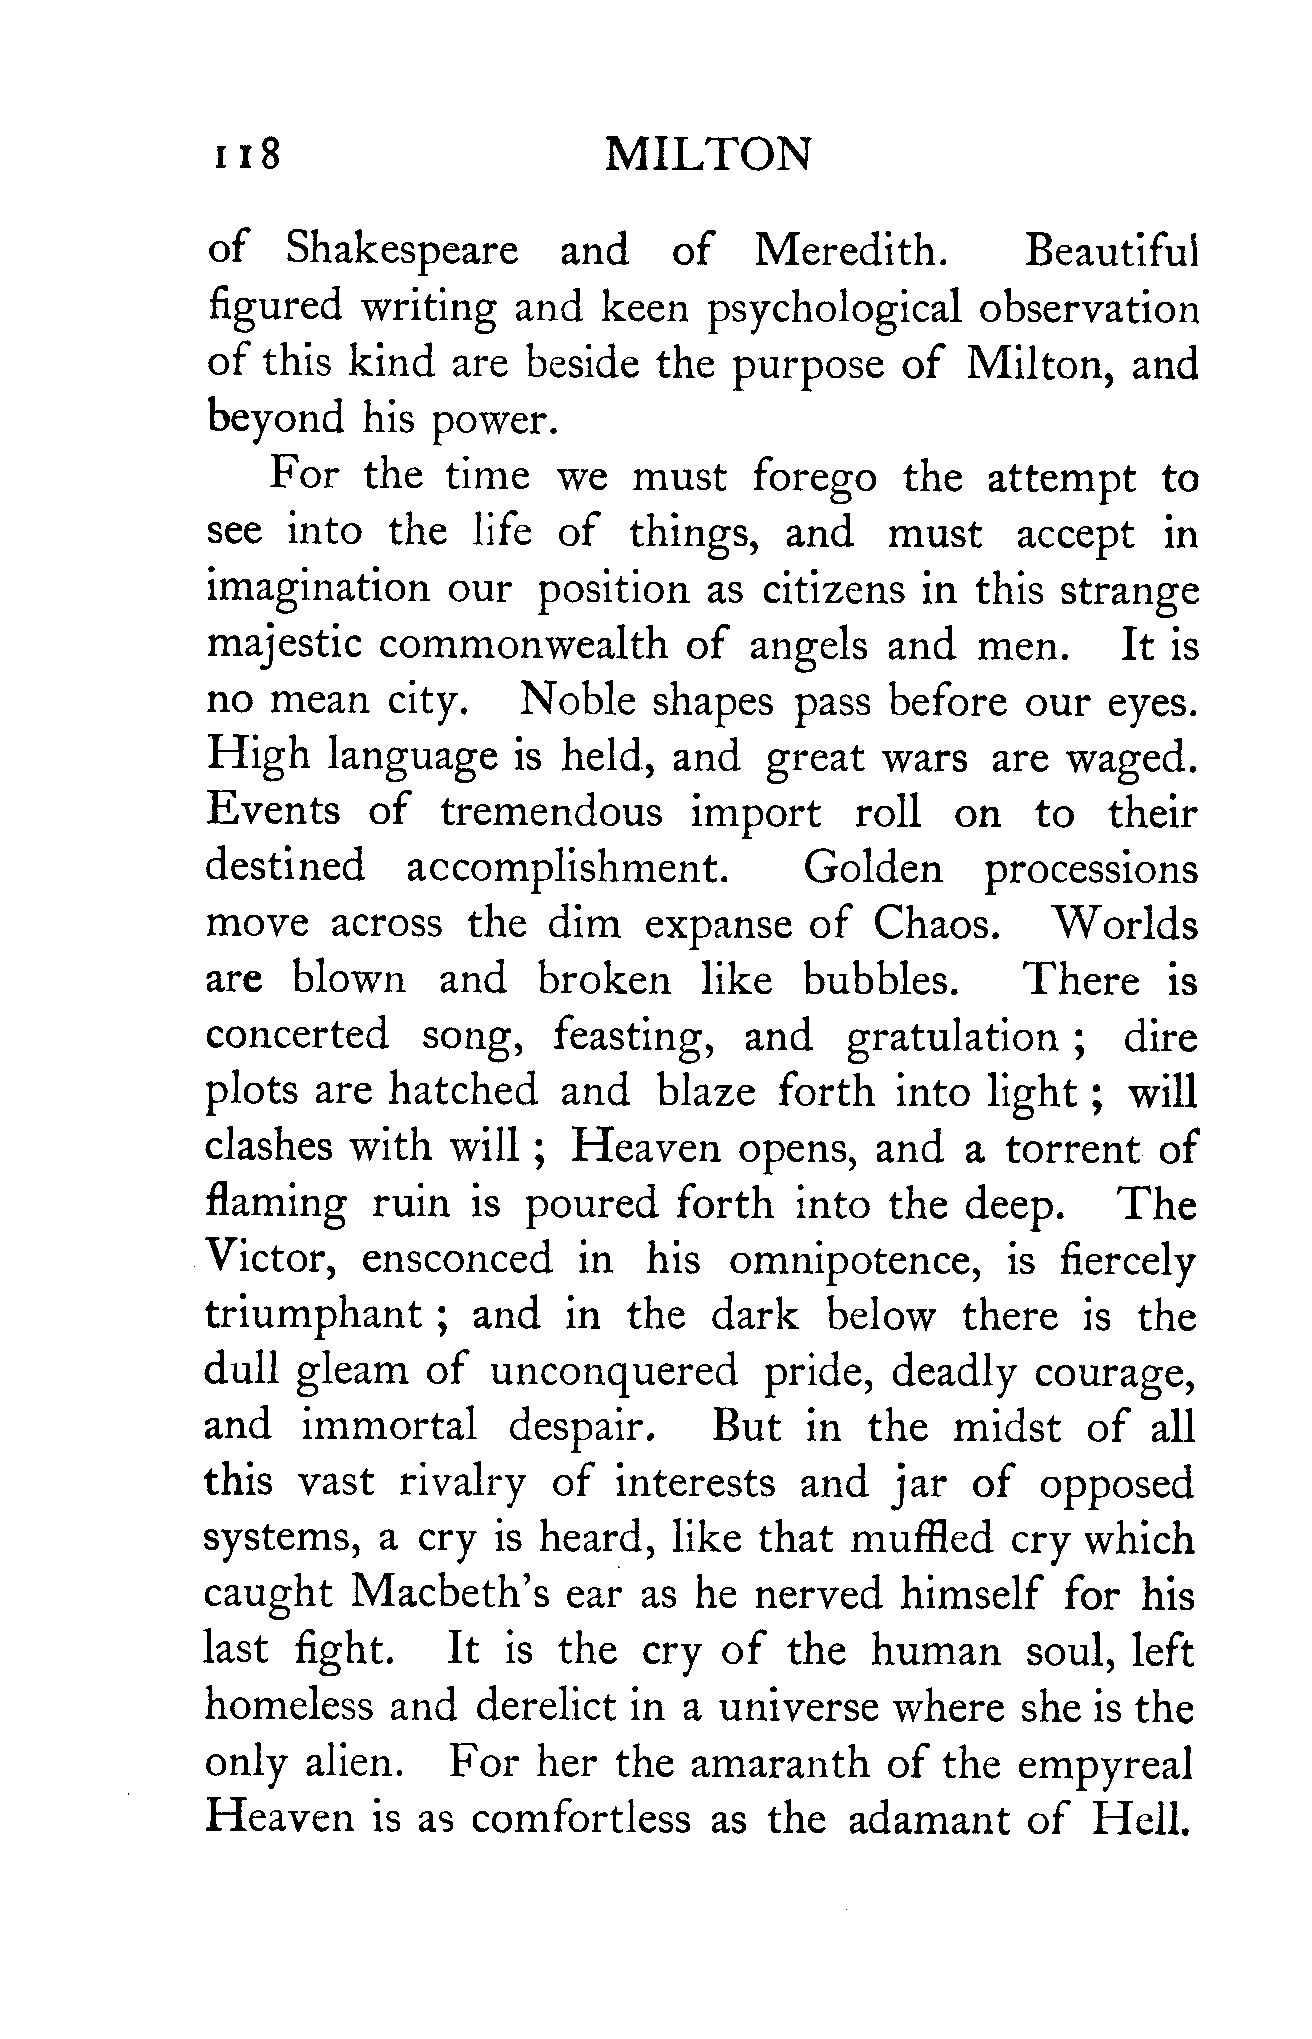 118 MILTON
of Shakespeare and of Meredith. Beautiful
figured writing and keen psychological observation
of this kind are beside the purpose of Milton, and
beyond his power.
For the time we must forego the attempt to
see into the life of things, and must accept in
imagination our position as citizens in this strange
majestic commonwealth of angels and men. It is
no mean city. Noble shapes pass before our eyes.
High language is held, and great wars are waged.
Events of tremendous import roll on to their
destined accomplishment. Golden processions
move across the dim expanse of Chaos. Worlds
are blown and broken like bubbles. There is
concerted song, feasting, and gratulation ; dire
plots are hatched and blaze forth into light ; will
clashes with will ; Heaven opens, and a torrent of
flaming ruin is poured forth into the deep. The
Victor, ensconced in his omnipotence, is fiercely
triumphant ; and in the dark below there is the
dull gleam of unconquered pride, deadly courage,
and immortal despair. But in the midst of all
this vast rivalry of interests and jar of opposed
systems, a cry is heard, like that muffled cry which
caught Macbeth's ear as he nerved himself for his
last fight. It is the cry of the human soul, left
homeless and derelict in a universe where she is the
only alien. For her the amaranth of the empyreal
Heaven is as comfortless as the adamant of Hell.